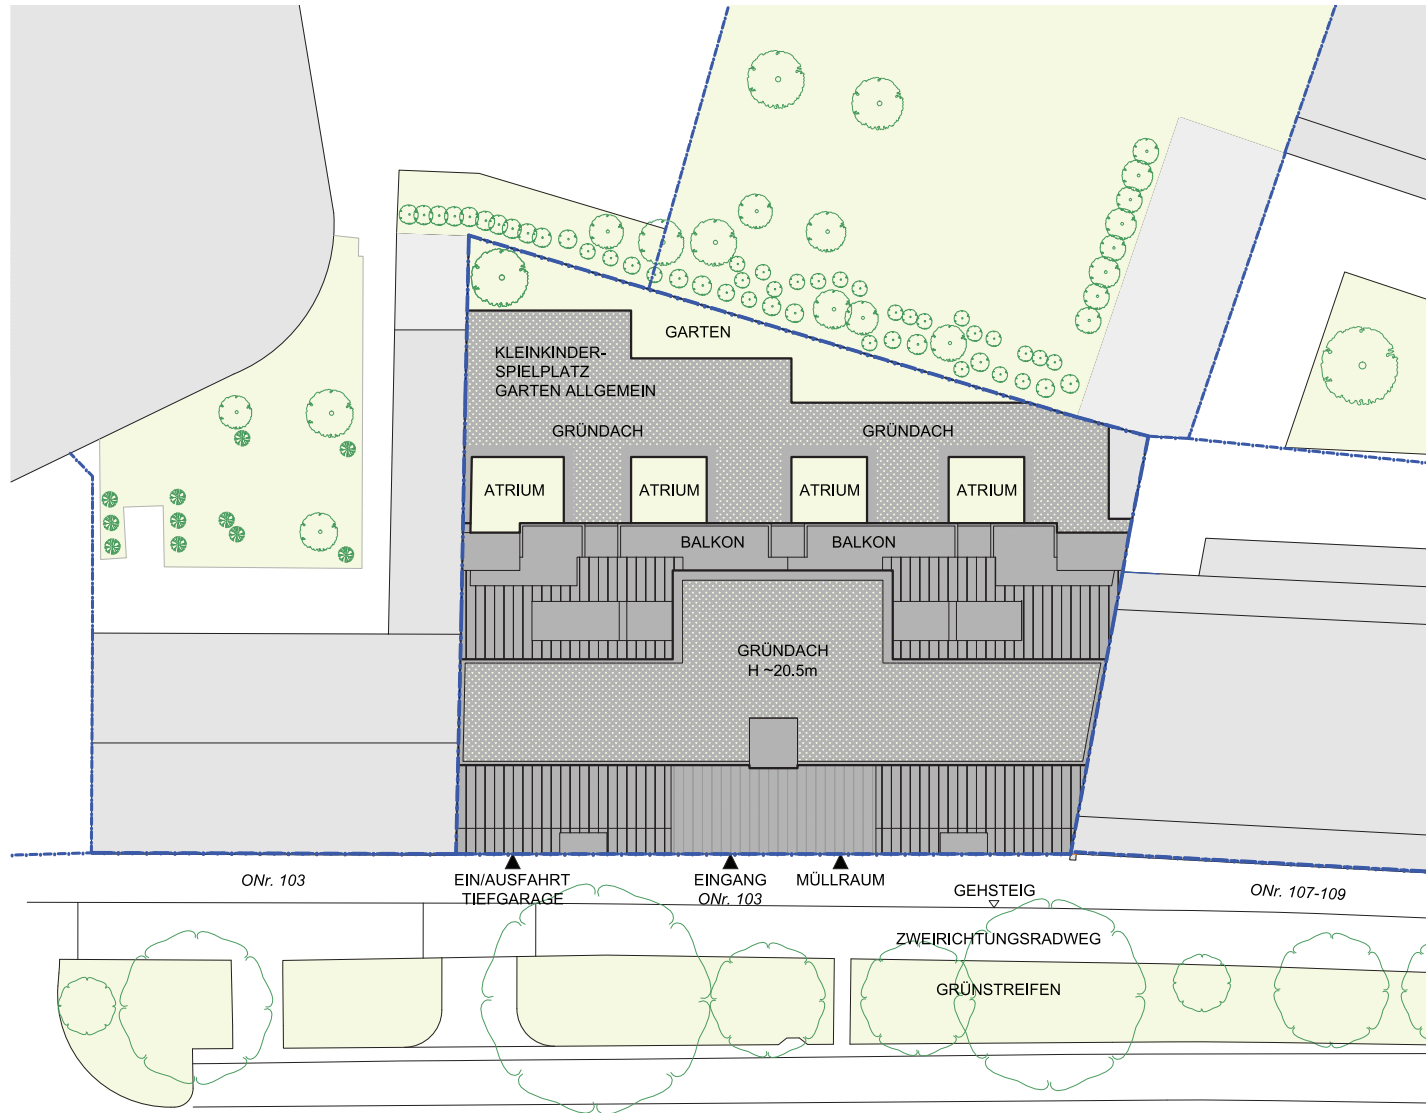 GARTEN
KLEINKINDER-
SPIELPLATZ
GARTEN ALLGEMEIN
GRÜNDACH
GRÜNDACH
ATRIUM
ATRIUM
ATRIUM
ATRIUM
BALKON
BALKON
GRÜNDACH
H ~20.5m
ONr. 103
EIN/AUSFAHRT
TIEFGARAGE
EINGANG
ONr. 103
MÜLLRAUM
GEHSTEIG
ONr. 107-109
ZWEIRICHTUNGSRADWEG
GRÜNSTREIFEN